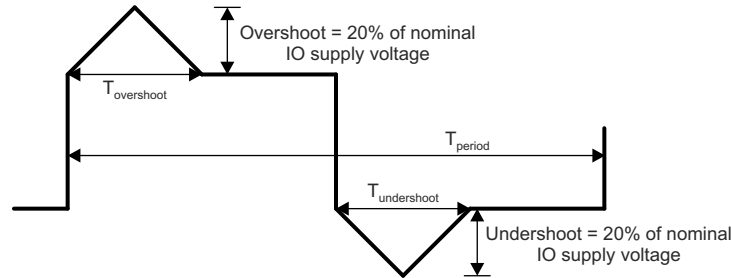 Overshoot = 20% of nominal
IO supply voltage
Tovershoot
Tperiod
Tundershoot
Undershoot = 20% of nominal
IO supply voltage